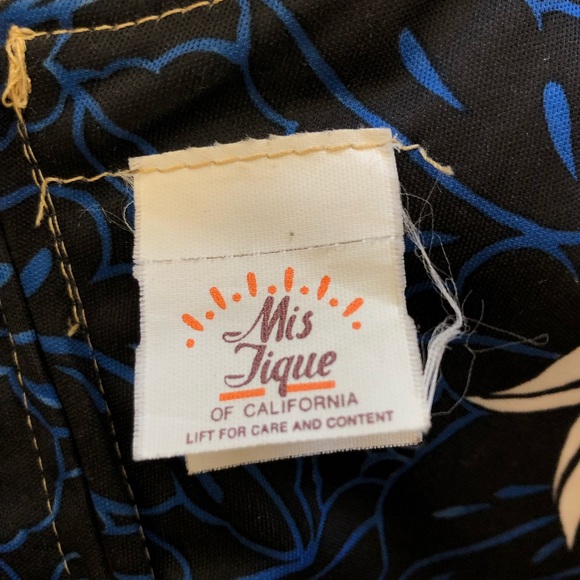 Mis
Tique
OF CALIFORNIA
LIFT FOR CARE AND CONTENT